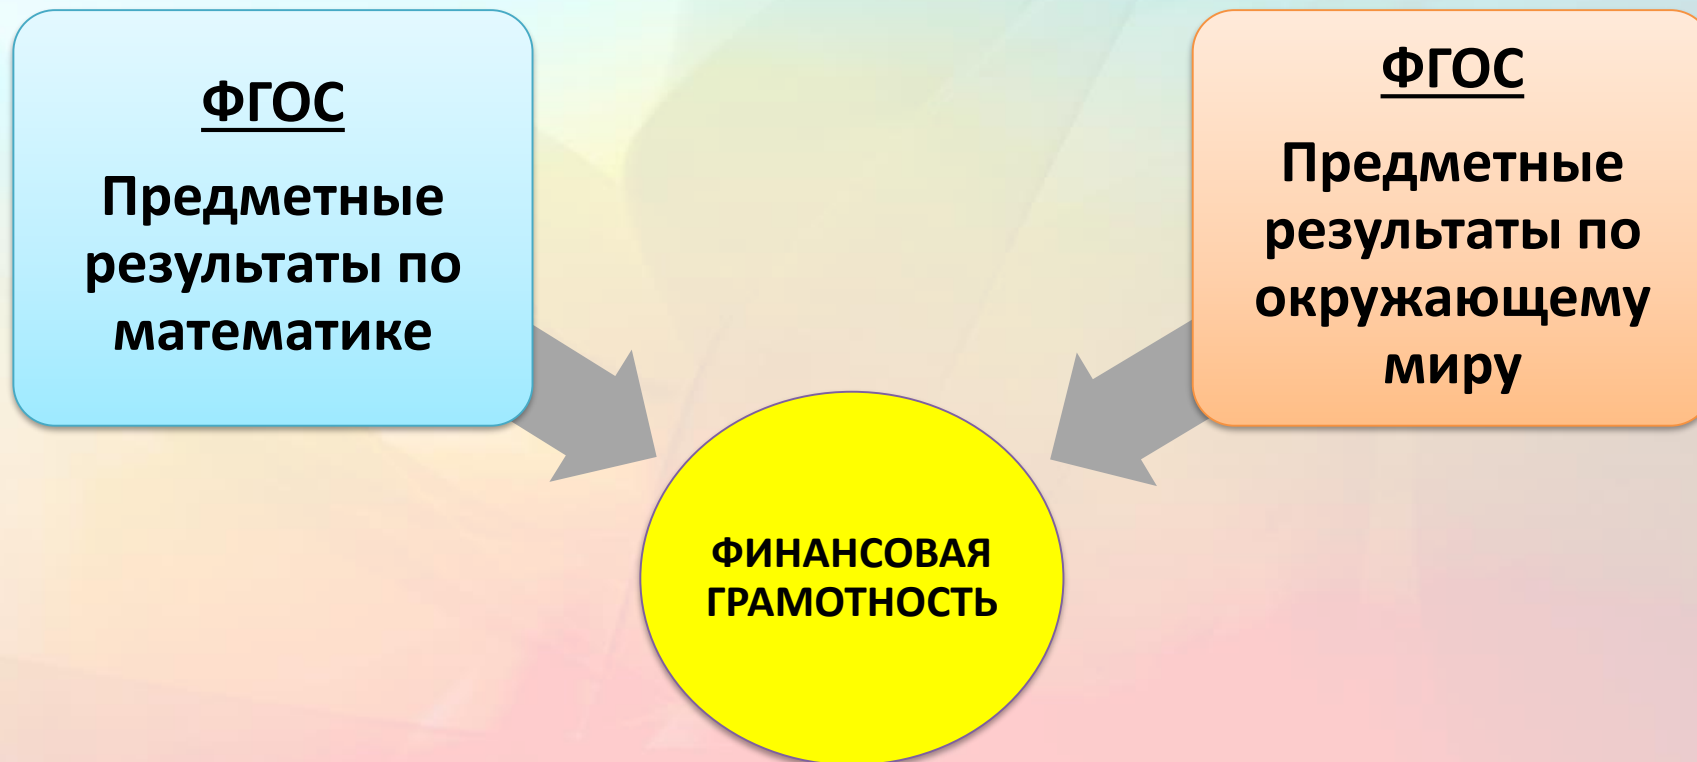 ФГОС
Предметные
результаты по
математике
ФГОС
Предметные
результаты по
окружающему
миру
ФИНАНСОВАЯ
ГРАМОТНОСТЬ